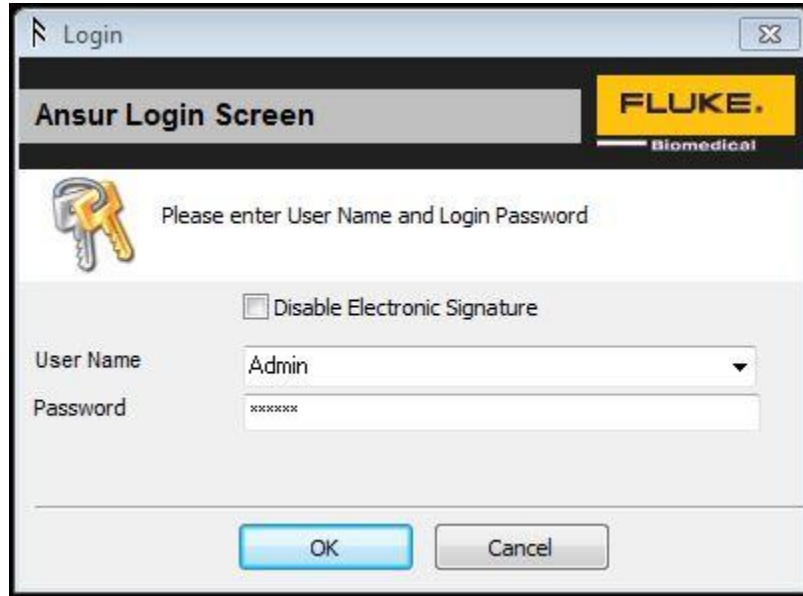 Login
Ansur Login Screen
FLUKE.
Biomedical
Please enter User Name and Login Password
Disable Electronic Signature
User Name
Admin
Password
××××××
OK
Cancel